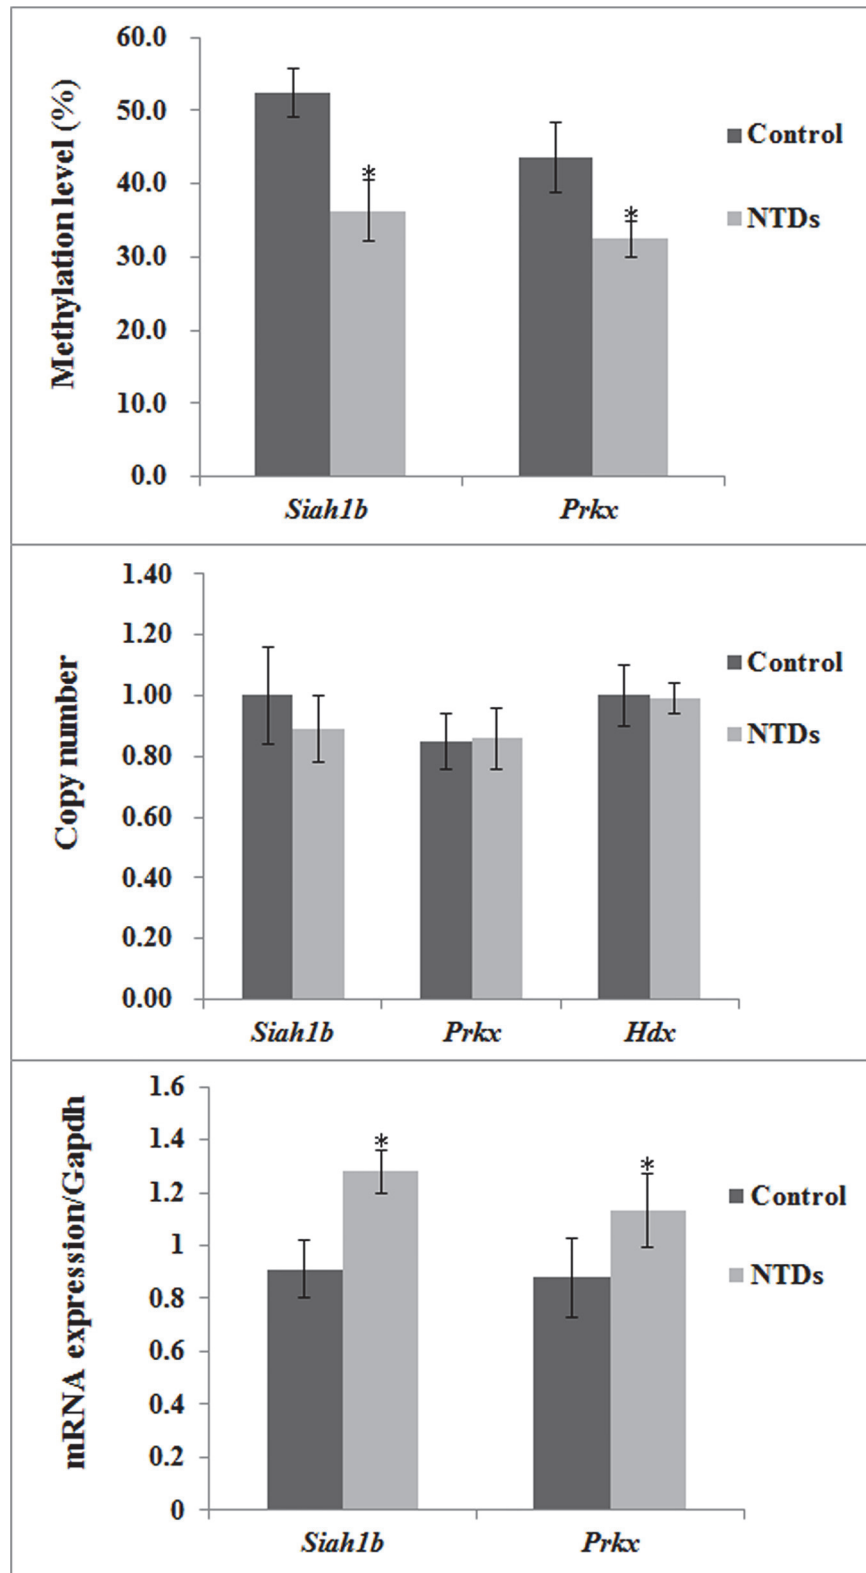 60.0
50.0
40.0
30.0
20.0
10.0
0.0
Methylation level (%)
*
*
Control
NTDs
Siah1b Prkx
1.40
1.20
1.00
0.80
0.60
0.40
0.20
0.00
Copy number
Control
NTDs
Siah1b Prkx Hdx
1.6
1.4
1.2
1
0.8
0.6
0.4
0.2
0
mRNA expression/Gapdh
*
*
Control
NTDs
Siah1b Prkx